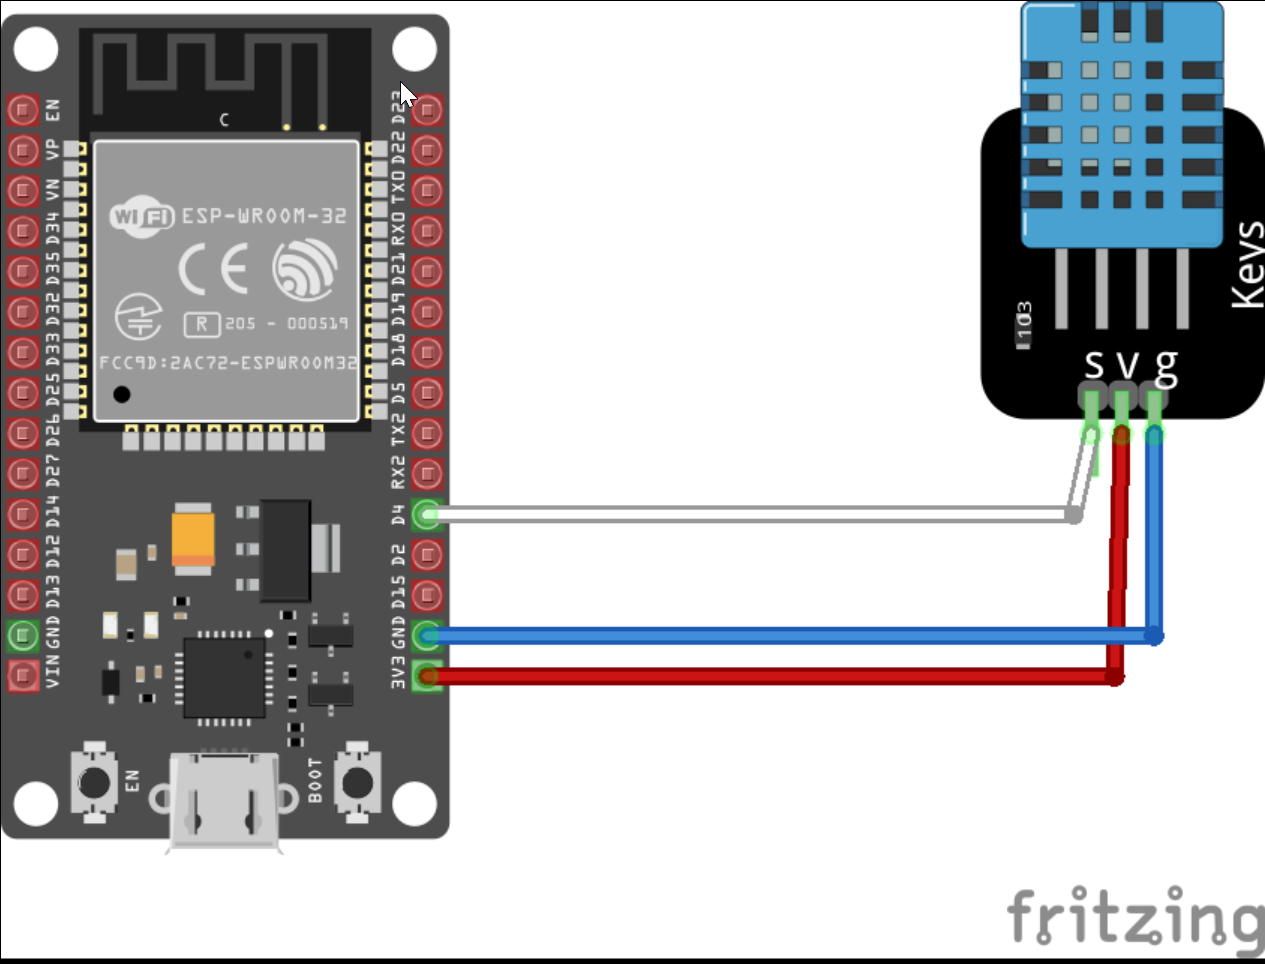 C
WiFi ESP-WROOM-32
CE
R 205 - 000519
FCC9D:2AC72-ESPWROOM32
EN
VP
VN
D34
D35
D32
D33
D25
D26
D27
D14
D12
D13
GND
VIN
D23
D22
TX0
RX0
D21
D19
D18
D5
TX2
RX2
D4
D2
D15
GND
3V3
EN
BOOT
Keys
103
S V g
fritzing